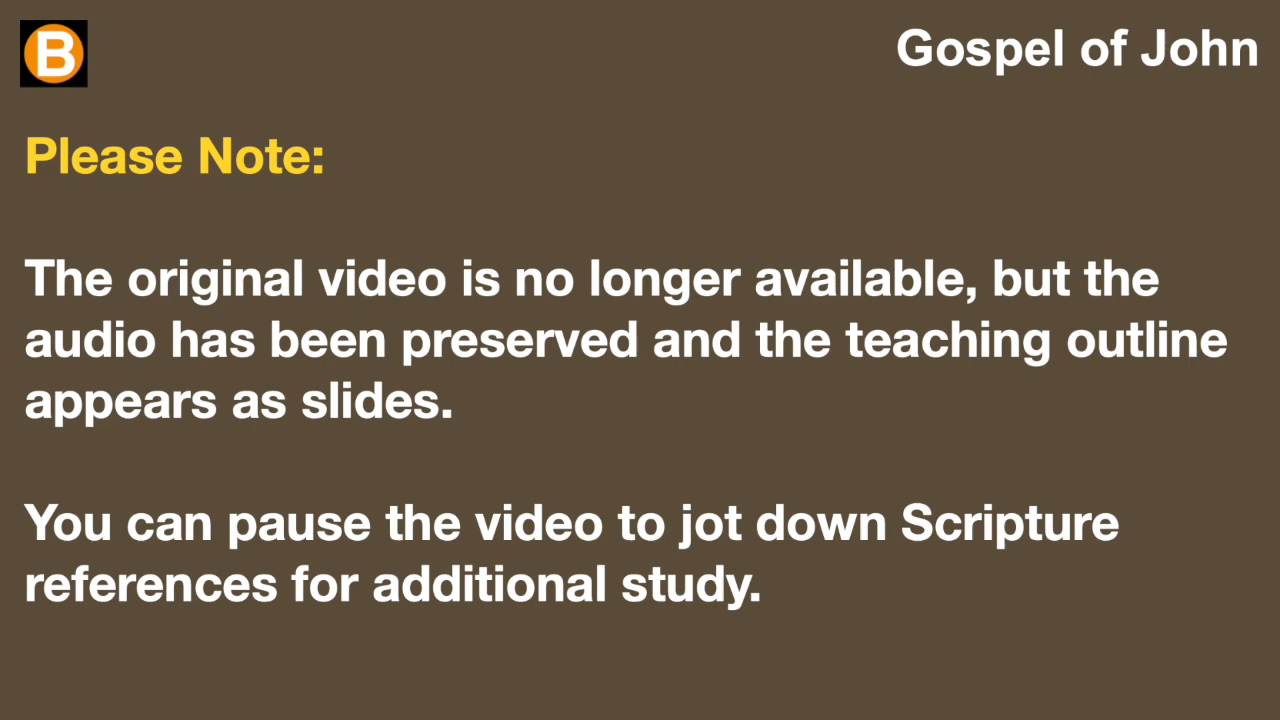 B
Gospel of John
Please Note:
The original video is no longer available, but the
audio has been preserved and the teaching outline
appears as slides.
You can pause the video to jot down Scripture
references for additional study.